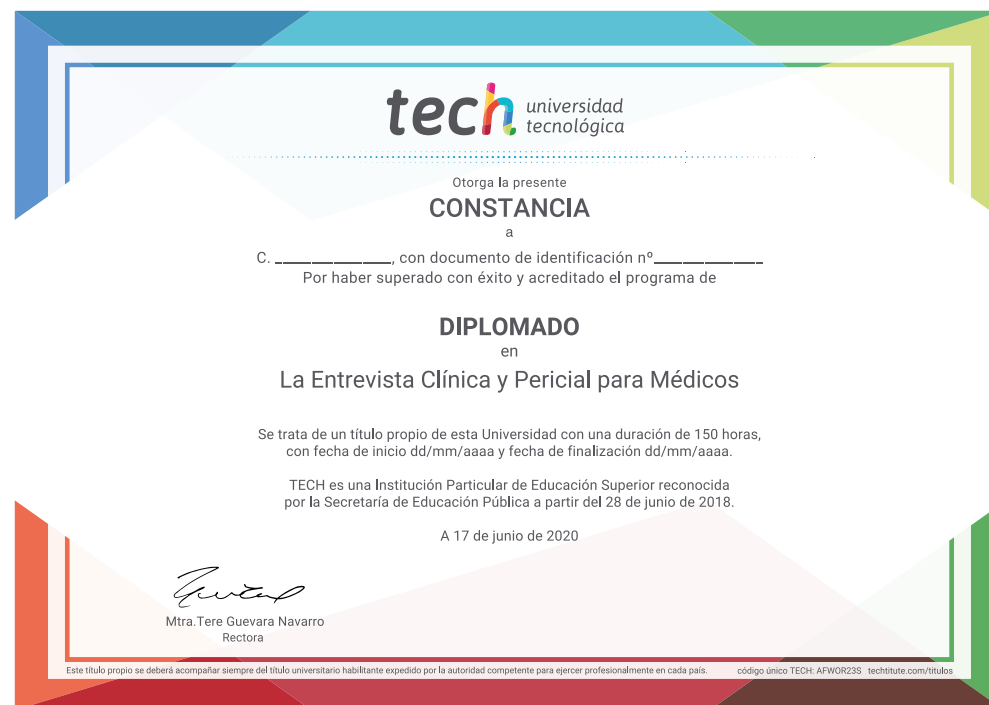 tech universidad
tecnológica
Otorga la presente
CONSTANCIA
a
C. ______________, con documento de identificación nº_____________
Por haber superado con éxito y acreditado el programa de
DIPLOMADO
en
La Entrevista Clínica y Pericial para Médicos
Se trata de un título propio de esta Universidad con una duración de 150 horas,
con fecha de inicio dd/mm/aaaa y fecha de finalización dd/mm/aaaa.
TECH es una Institución Particular de Educación Superior reconocida
por la Secretaría de Educación Pública a partir del 28 de junio de 2018.
A 17 de junio de 2020
Mtra.Tere Guevara Navarro
Rectora
Este título propio se deberá acompañar siempre del título universitario habilitante expedido por la autoridad competente para ejercer profesionalmente en cada país. código único TECH: AFWOR23S techtitute.com/titulos